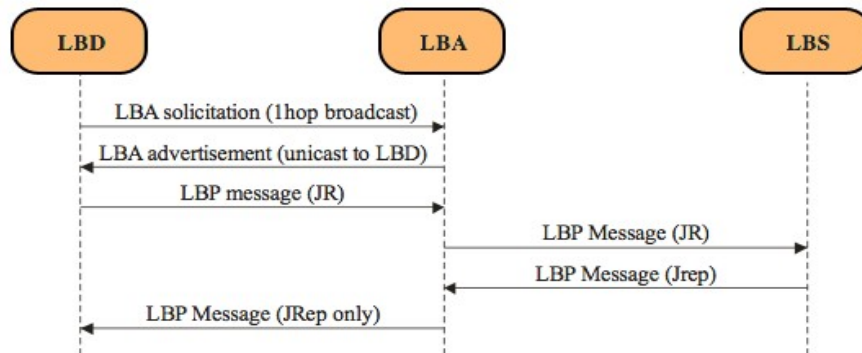 LBD
LBA
LBS
LBA solicitation (1hop broadcast)
LBA advertisement (unicast to LBD)
LBP message (JR)
LBP Message (JR)
LBP Message (Jrep)
LBP Message (JRep only)